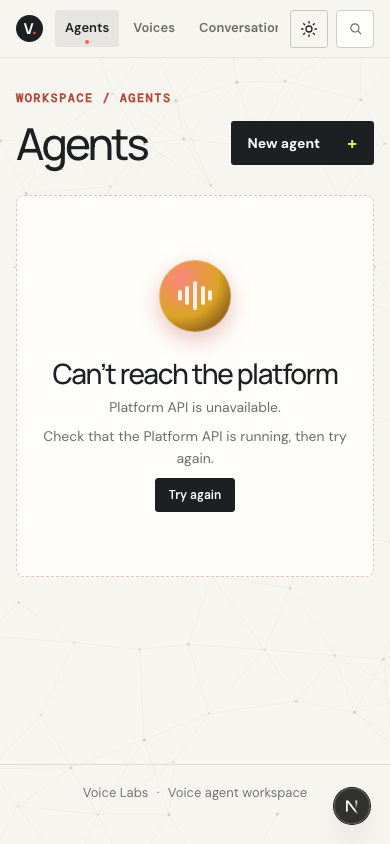 V.
Agents
Voices
WORKSPACE / AGENTS
Agents
New agent +
Can't reach the platform
Platform API is unavailable.
Check that the Platform API is running, then try
again.
Try again
Voice Labs · Voice agent workspace
N